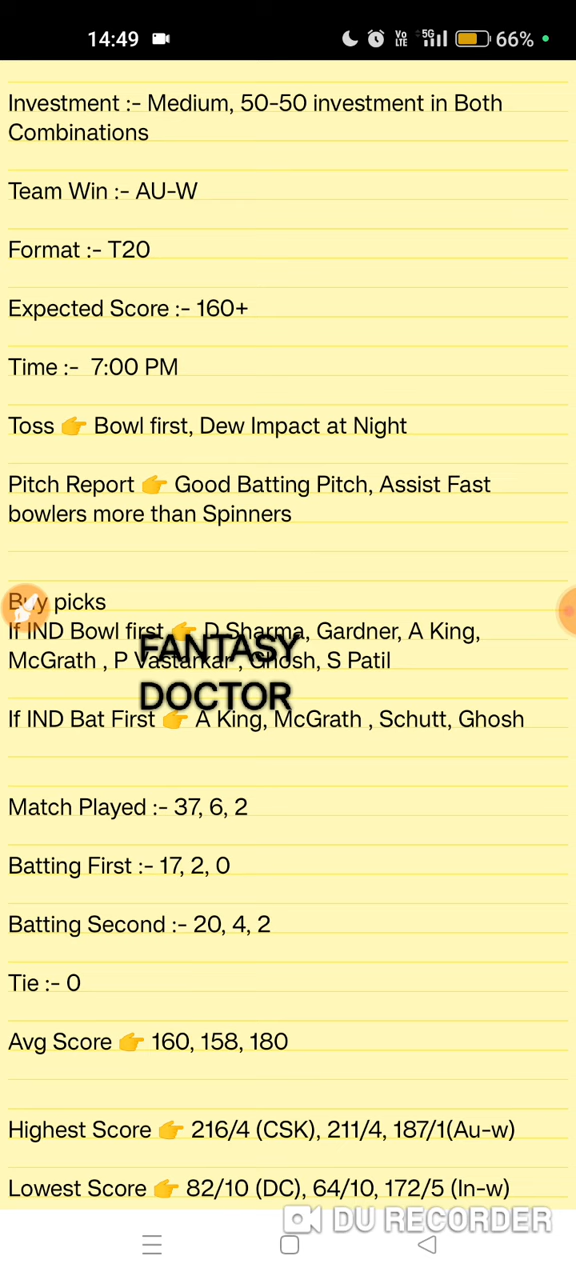 14:49
Vo LTE 5G 66%
Investment :- Medium, 50-50 investment in Both
Combinations
Team Win :- AU-W
Format :- T20
Expected Score :- 160+
Time :- 7:00 PM
Toss 👉 Bowl first, Dew Impact at Night
Pitch Report 👉 Good Batting Pitch, Assist Fast
bowlers more than Spinners
Buy picks
If IND Bowl first 👉 D Sharma, Gardner, A King,
McGrath , P Vastarkar , Ghosh, S Patil
FANTASY
DOCTOR
If IND Bat First 👉 A King, McGrath , Schutt, Ghosh
Match Played :- 37, 6, 2
Batting First :- 17, 2, 0
Batting Second :- 20, 4, 2
Tie :- 0
Avg Score 👉 160, 158, 180
Highest Score 👉 216/4 (CSK), 211/4, 187/1(Au-w)
Lowest Score 👉 82/10 (DC), 64/10, 172/5 (In-w)
DU RECORDER